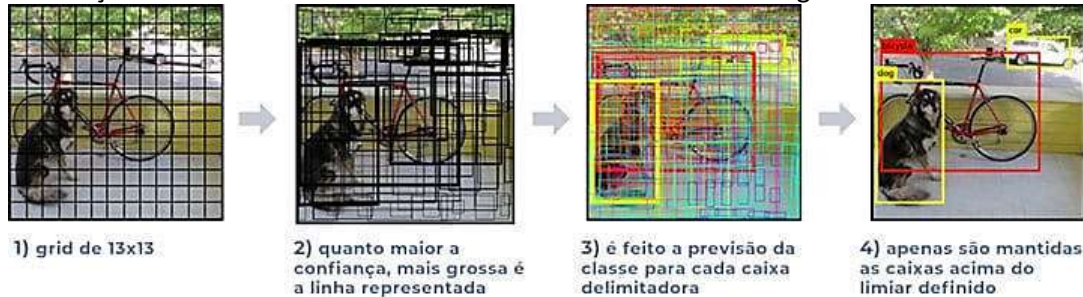 bicycle
car
dog
1) grid de 13x13
2) quanto maior a
confiança, mais grossa é
a linha representada
3) é feito a previsão da
classe para cada caixa
delimitadora
4) apenas são mantidas
as caixas acima do
limiar definido